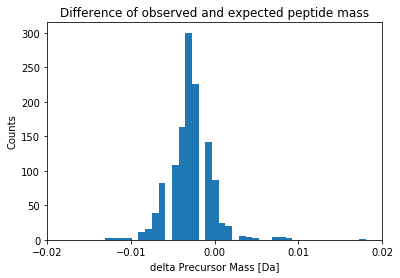 Difference of observed and expected peptide mass
300
250
200
150
100
50
0
Counts
−0.02 −0.01 0.00 0.01 0.02
delta Precursor Mass [Da]